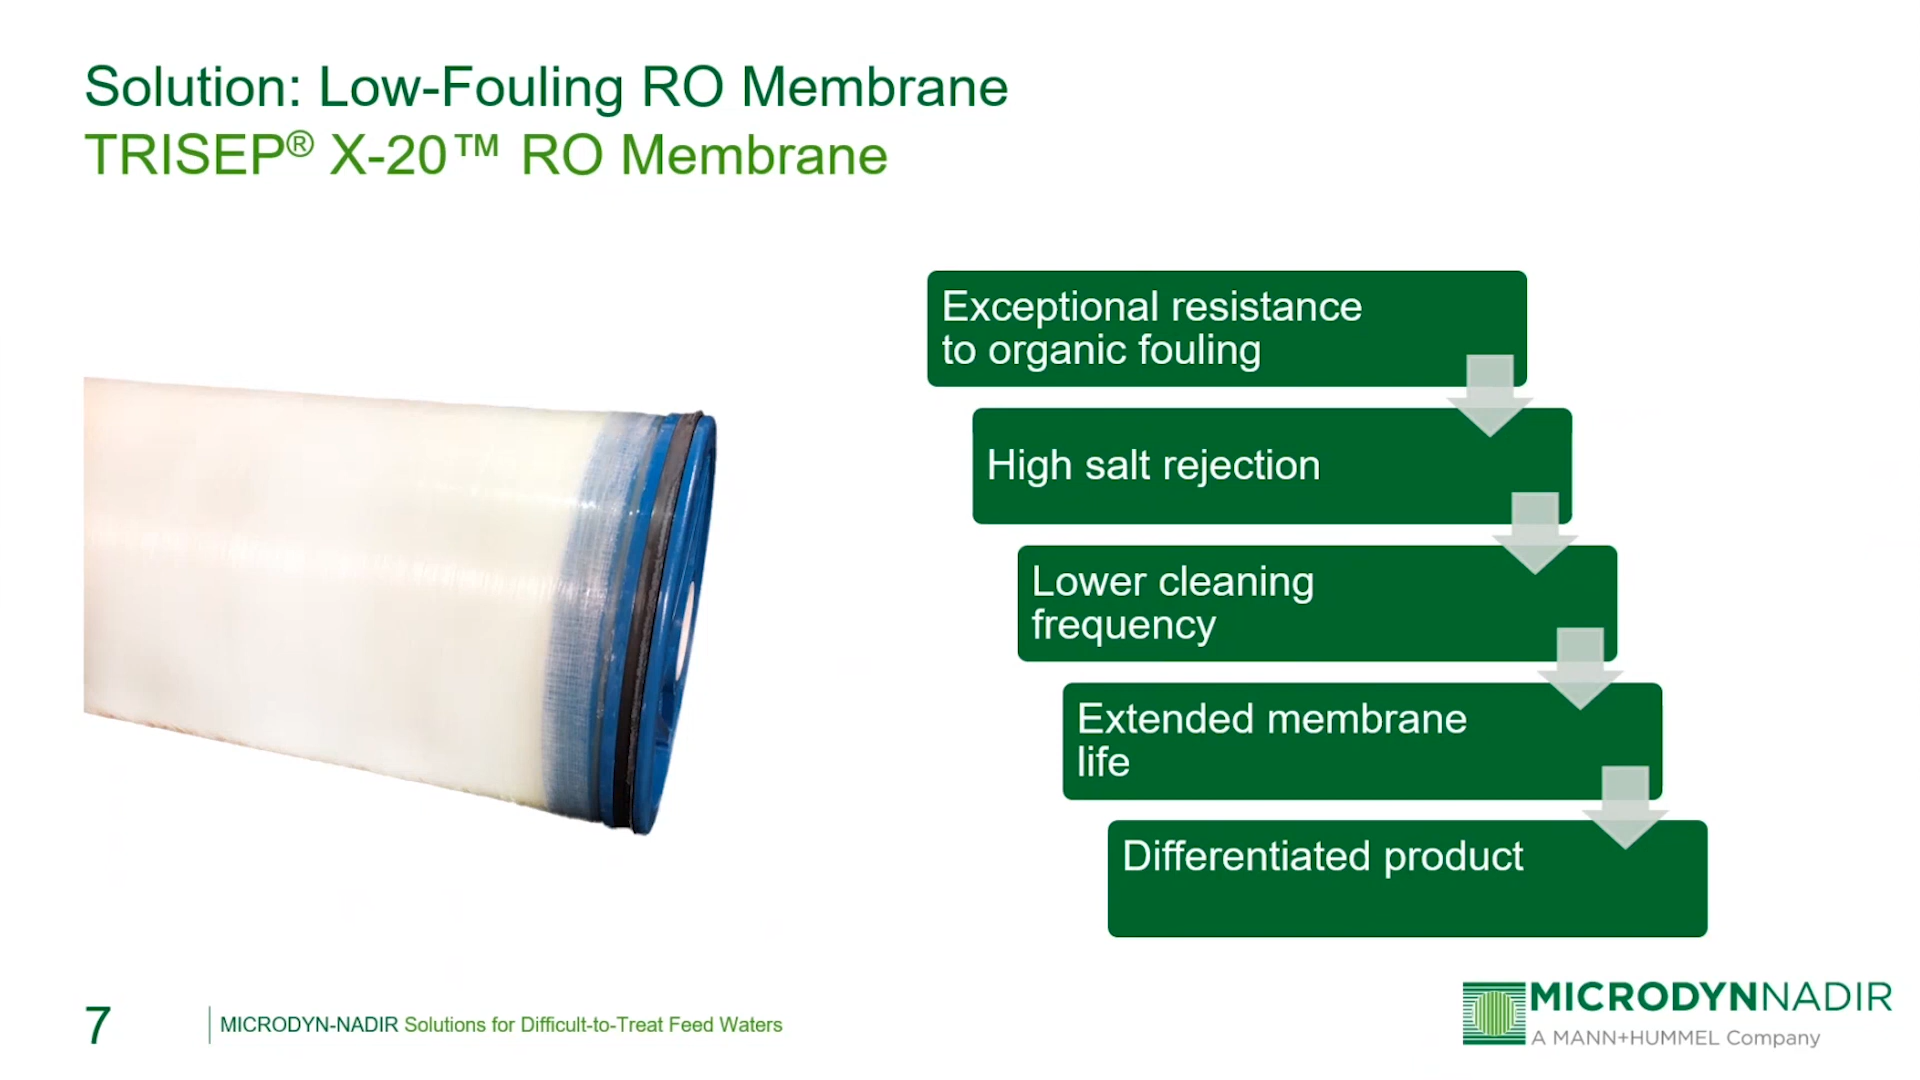 Solution: Low-Fouling RO Membrane
TRISEP® X-20™ RO Membrane
Exceptional resistance
to organic fouling
High salt rejection
Lower cleaning
frequency
Extended membrane
life
Differentiated product
7
MICRODYN-NADIR Solutions for Difficult-to-Treat Feed Waters
MICRODYNNADIR
A MANN+HUMMEL Company